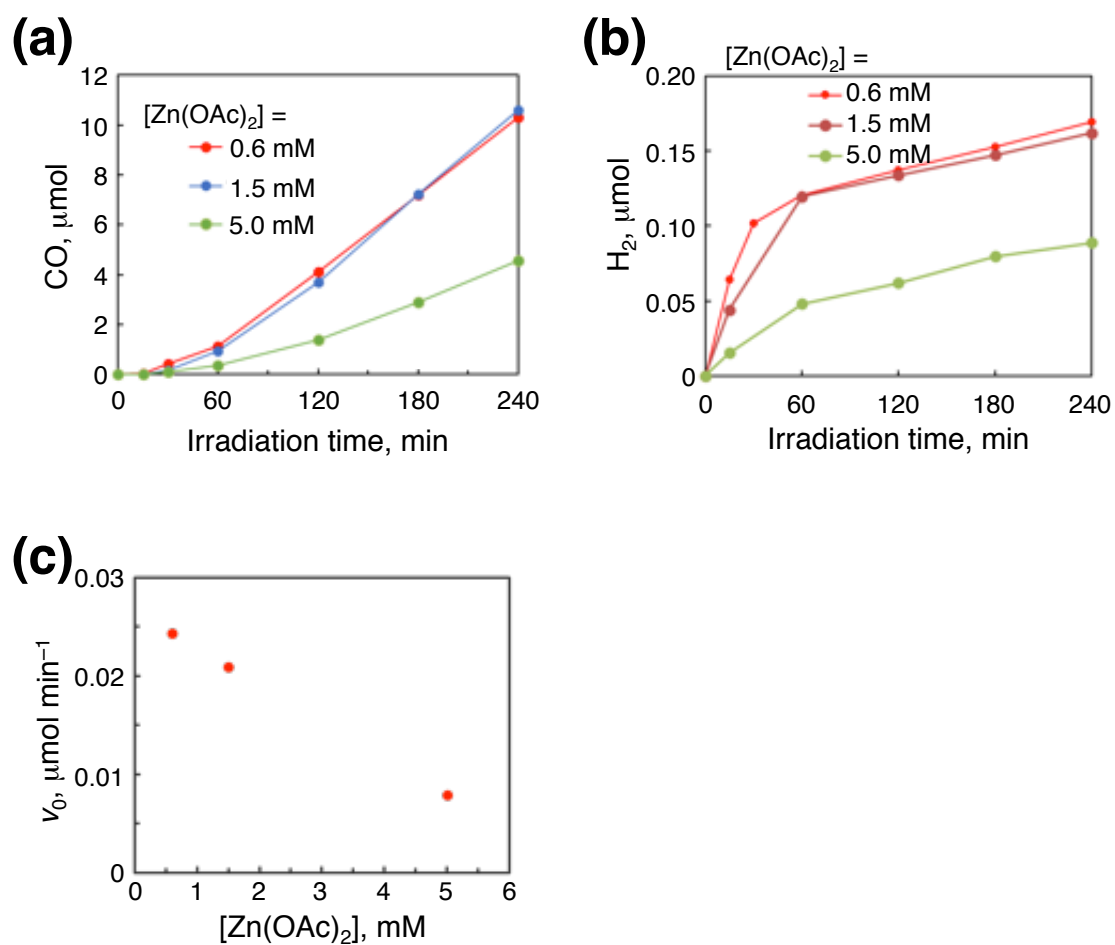 (a)
[Zn(OAc)₂] =
0.6 mM
1.5 mM
5.0 mM
CO, μmol
12
10
8
6
4
2
0
0 60 120 180 240
Irradiation time, min
(b)
[Zn(OAc)₂] =
0.6 mM
1.5 mM
5.0 mM
H₂, μmol
0.20
0.15
0.10
0.05
0
0 60 120 180 240
Irradiation time, min
(c)
v₀, μmol min⁻¹
0.03
0.02
0.01
0
0 1 2 3 4 5 6
[Zn(OAc)₂], mM